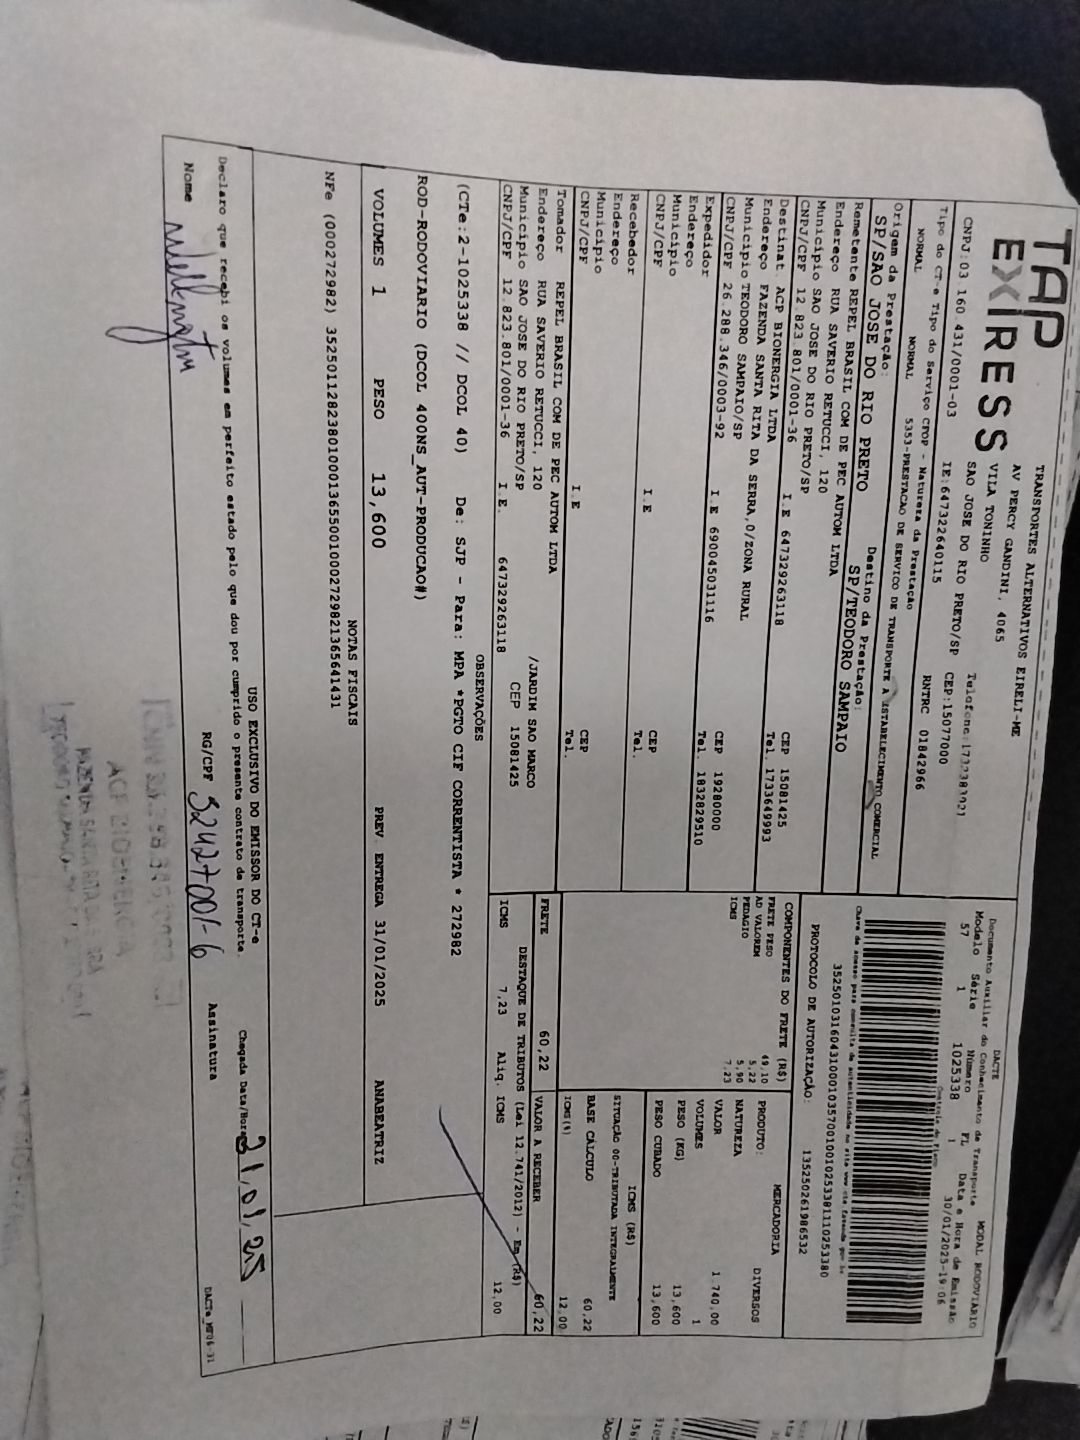 TAP
EXPRESS
TRANSPORTES ALTERNATIVOS EIRELI-ME
AV PERCY GANDINI, 4065
VILA TONINHO
SAO JOSE DO RIO PRETO/SP
CNPJ:03.160.431/0001-03
IE:647322640115
CEP:15077000
Tipo do CT-e Tipo do Serviço CFOP - Natureza da Prestação
RNTRC 01842966
NORMAL NORMAL 5353-PRESTACAO DE SERVICO DE TRANSPORTE A ESTABELECIMENTO COMERCIAL
Origem da Prestação: Destino da Prestação:
SP/SAO JOSE DO RIO PRETO SP/TEODORO SAMPAIO
Remetente REPEL BRASIL COM DE PEC AUTOM LTDA
Endereço RUA SAVERIO RETUCCI, 120
Municipio SAO JOSE DO RIO PRETO/SP CEP 15081425
CNPJ/CPF 12.823.801/0001-36 I.E 647329263118 Tel. 1733649993
Destinat. ACP BIONERGIA LTDA
Endereço FAZENDA SANTA RITA DA SERRA,0/ZONA RURAL
Municipio TEODORO SAMPAIO/SP CEP 19280000
CNPJ/CPF 26.288.346/0003-92 I.E 690045031116 Tel. 1832829510
Expedidor
Endereço
Municipio CEP
CNPJ/CPF I.E Tel.
Recebedor
Endereço
Municipio CEP
CNPJ/CPF I.E Tel.
Tomador REPEL BRASIL COM DE PEC AUTOM LTDA
Endereço RUA SAVERIO RETUCCI, 120 /JARDIM SAO MARCO
Municipio SAO JOSE DO RIO PRETO/SP CEP 15081425
CNPJ/CPF 12.823.801/0001-36 I.E. 647329263118
DACTE MODAL RODOVIÁRIO
Documento Auxiliar do Conhecimento de Transporte
Modelo Série Número FL Data e Hora de Emissão
57 1 1025338 1 30/01/2025-19:06
Controle do Fisco
PROTOCOLO DE AUTORIZAÇÃO: 135250261986532
COMPONENTES DO FRETE (R$)
FRETE PESO 49,10
AD VALOREM 5,22
PEDAGIO 5,90
ICMS 7,23
FRETE 60,22
MERCADORIA
PRODUTO: DIVERSOS
NATUREZA
VALOR 1.740,00
VOLUMES 1
PESO (KG) 13,600
PESO CUBADO 13,600
ICMS (R$)
SITUAÇÃO 00-TRIBUTADA INTEGRALMENTE
BASE CALCULO 60,22
ICMS(%) 12,00
VALOR A RECEBER 60,22
DESTAQUE DE TRIBUTOS (Lei 12.741/2012) - Em (R$)
ICMS 7,23 Aliq. ICMS 12,00
OBSERVAÇÕES
(CTe:2-1025338 // DCOL 40) De: SJP - Para: MPA *PGTO CIF CORRENTISTA * 272982
ROD-RODOVIARIO (DCOL 400NS_AUT-PRODUCAO#)
VOLUMES 1 PESO 13,600 PREV. ENTREGA 31/01/2025 ANABEATRIZ
NOTAS FISCAIS
USO EXCLUSIVO DO EMISSOR DO CT-e
Declaro que recebi os volumes em perfeito estado pelo que dou por cumprido o presente contrato de transporte.
Nome RG/CPF 32427001-6 Assinatura Chegada Data/Hora 31,01,25